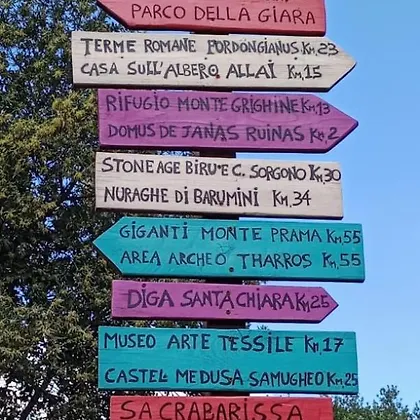 PARCO DELLA GIARA
TERME ROMANE FORDONGIANUS Km,23
CASA SULL'ALBERO ALLAI Km,15
RIFUGIO MONTE GRIGHINE Km,13
DOMUS DE JANAS RUINAS Km,2
STONE AGE BIRU'E C. SORGONO Km,30
NURAGHE DI BARUMINI Km,34
GIGANTI MONTE PRAMA Km,55
AREA ARCHEO THARROS Km,55
DIGA SANTA CHIARA Km,25
MUSEO ARTE TESSILE Km,17
CASTEL MEDUSA SAMUGHEO Km,25
SA CRABARISSA